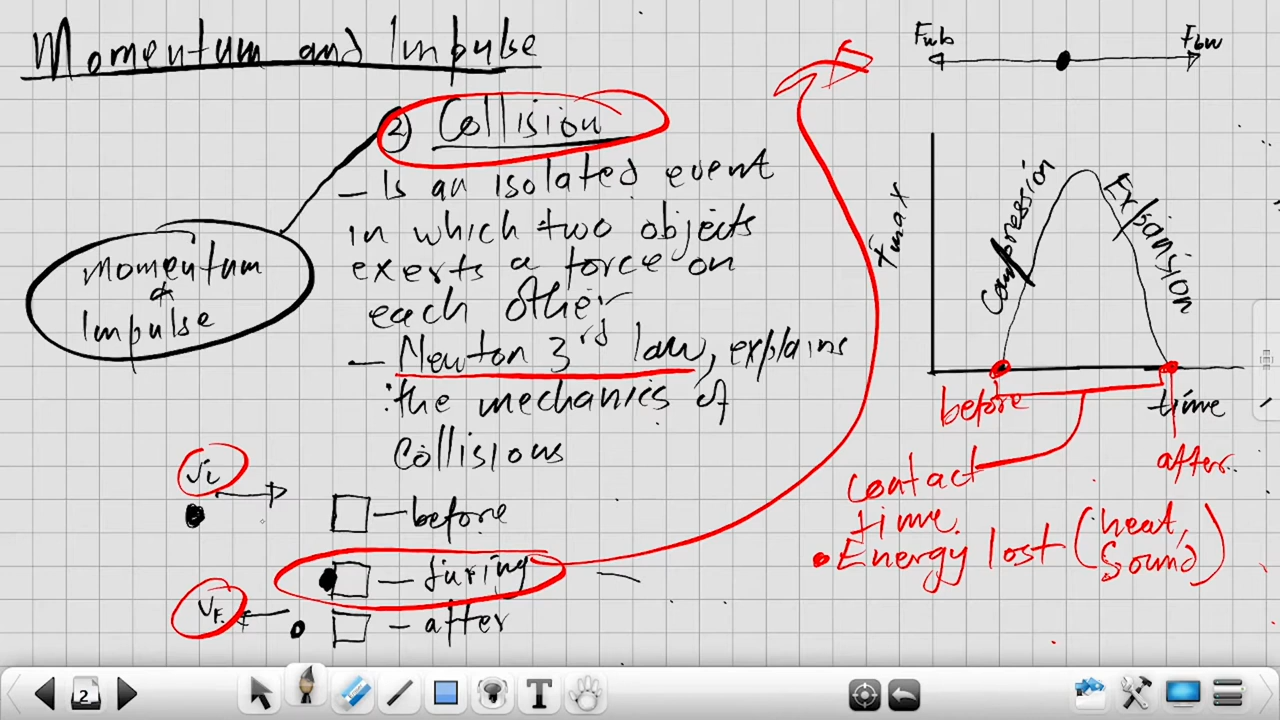 Momentum and Impulse
② Collision
— Is an isolated event
in which two objects
exerts a force on
each other
— Newton 3rd law, explains
the mechanics of
Collisions
momentum
&
Impulse
Vi
— before
— during
VF.
— after
Fwb
Fbw
Fmax
Compression
Expansion
before
time
after
Contact
time.
• Energy lost (heat,
Sound)
2
T